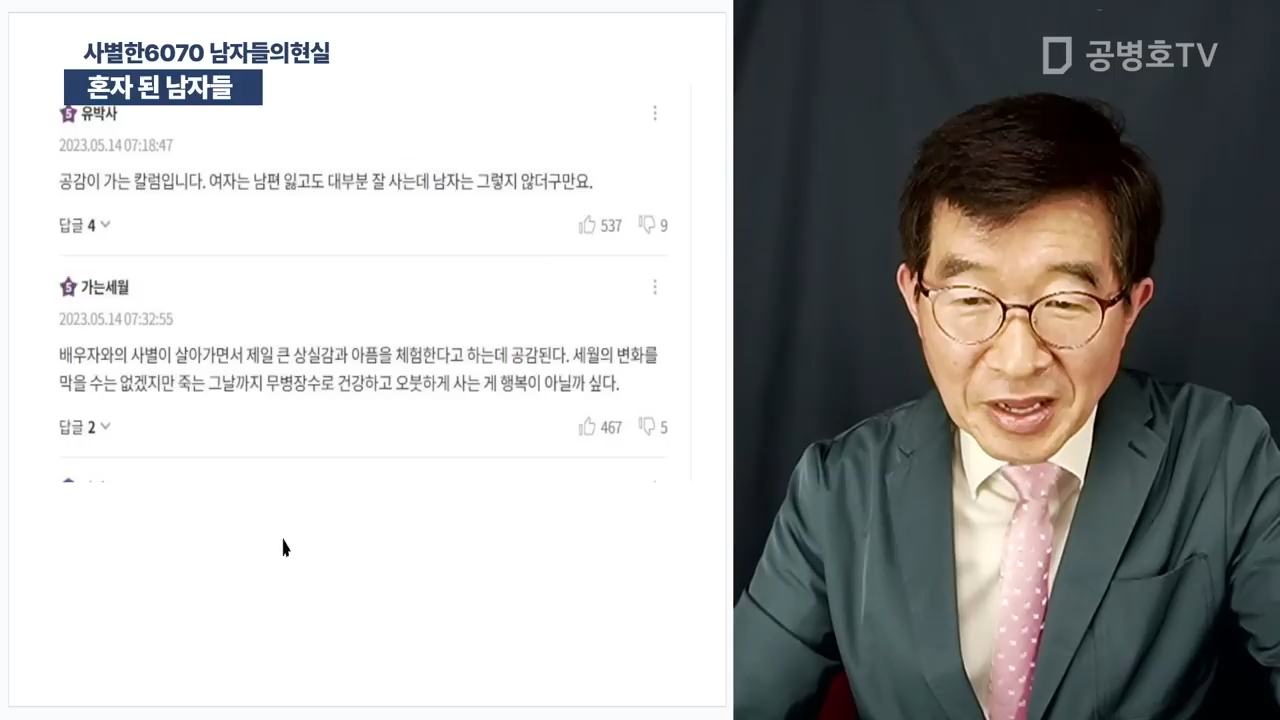 사별한6070 남자들의현실
혼자 된 남자들
공병호TV
5 유박사
2023.05.14 07:18:47
공감이 가는 칼럼입니다. 여자는 남편 잃고도 대부분 잘 사는데 남자는 그렇지 않더구만요.
답글 4
537 9
5 가는세월
2023.05.14 07:32:55
배우자와의 사별이 살아가면서 제일 큰 상실감과 아픔을 체험한다고 하는데 공감된다. 세월의 변화를
막을 수는 없겠지만 죽는 그날까지 무병장수로 건강하고 오붓하게 사는 게 행복이 아닐까 싶다.
답글 2
467 5